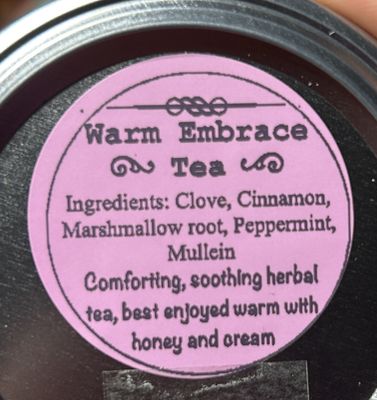 Warm Embrace
Tea
Ingredients: Clove, Cinnamon,
Marshmallow root, Peppermint,
Mullein
Comforting, soothing herbal
tea, best enjoyed warm with
honey and cream